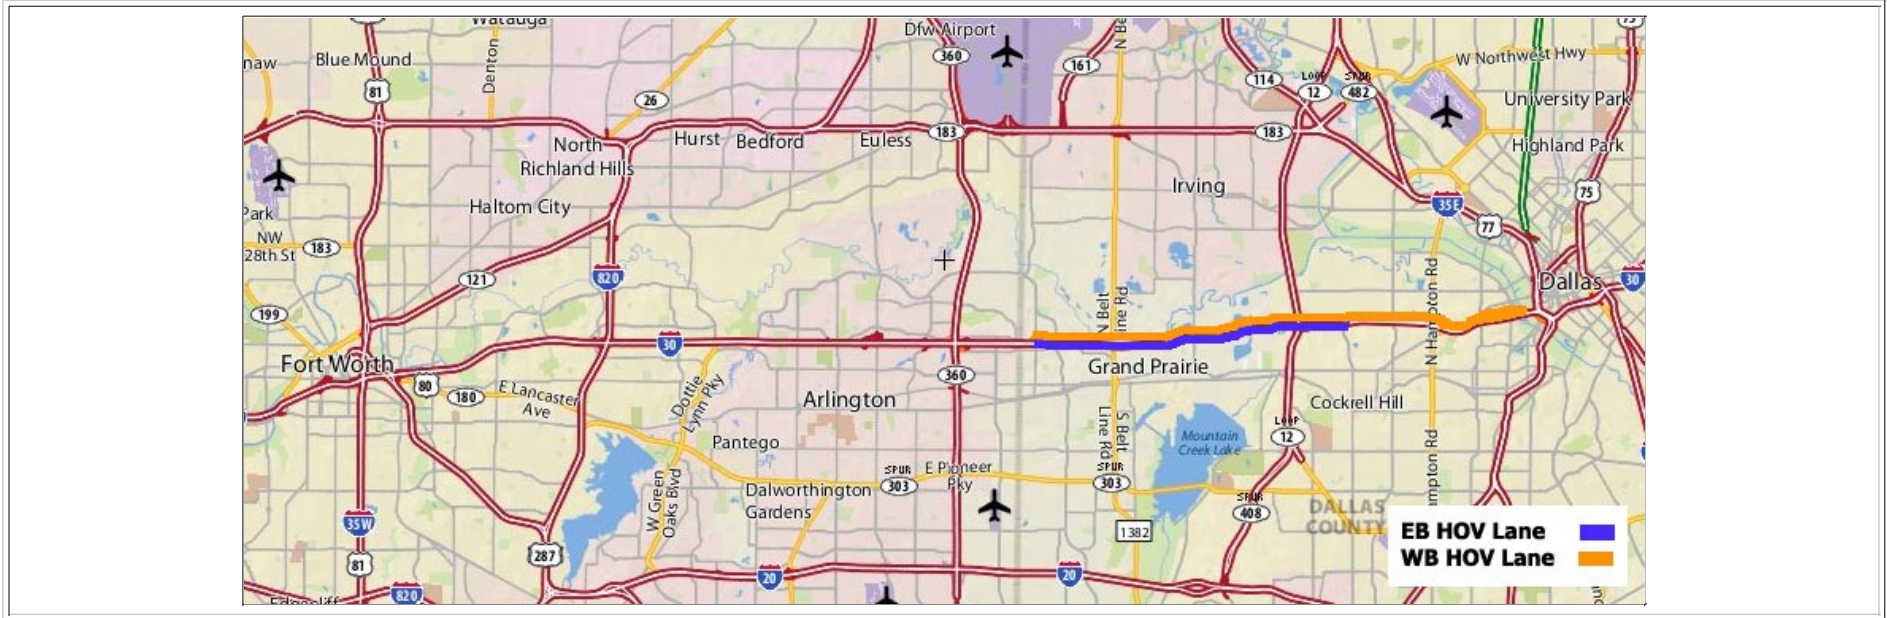 Watauga
Dfw Airport
naw
Blue Mound
Denton
360
161
N Be
W Northwest Hwy
75
81
26
114
LOOP
12
SPUR
482
University Park
North
Richland Hills
Hurst
Bedford
Euless
183
183
Highland Park
Irving
75
Park
Haltom City
35E
77
NW
28th St
183
121
820
N Hampton Rd
Dallas
30
199
N Belt
Line Rd
Fort Worth
30
Grand Prairie
80
180
E Lancaster
Ave
Dottie
Lynn Pky
360
Arlington
Cockrell Hill
Pantego
S Belt
Line Rd
Mountain
Creek Lake
LOOP
12
ampton Rd
SPUR
303
E Pioneer
Pky
SPUR
303
W Green
Oaks Blvd
Dalworthington
Gardens
SPUR
408
DALLAS
COUNTY
35W
1382
EB HOV Lane
WB HOV Lane
81
287
20
20
820
Edgecliff